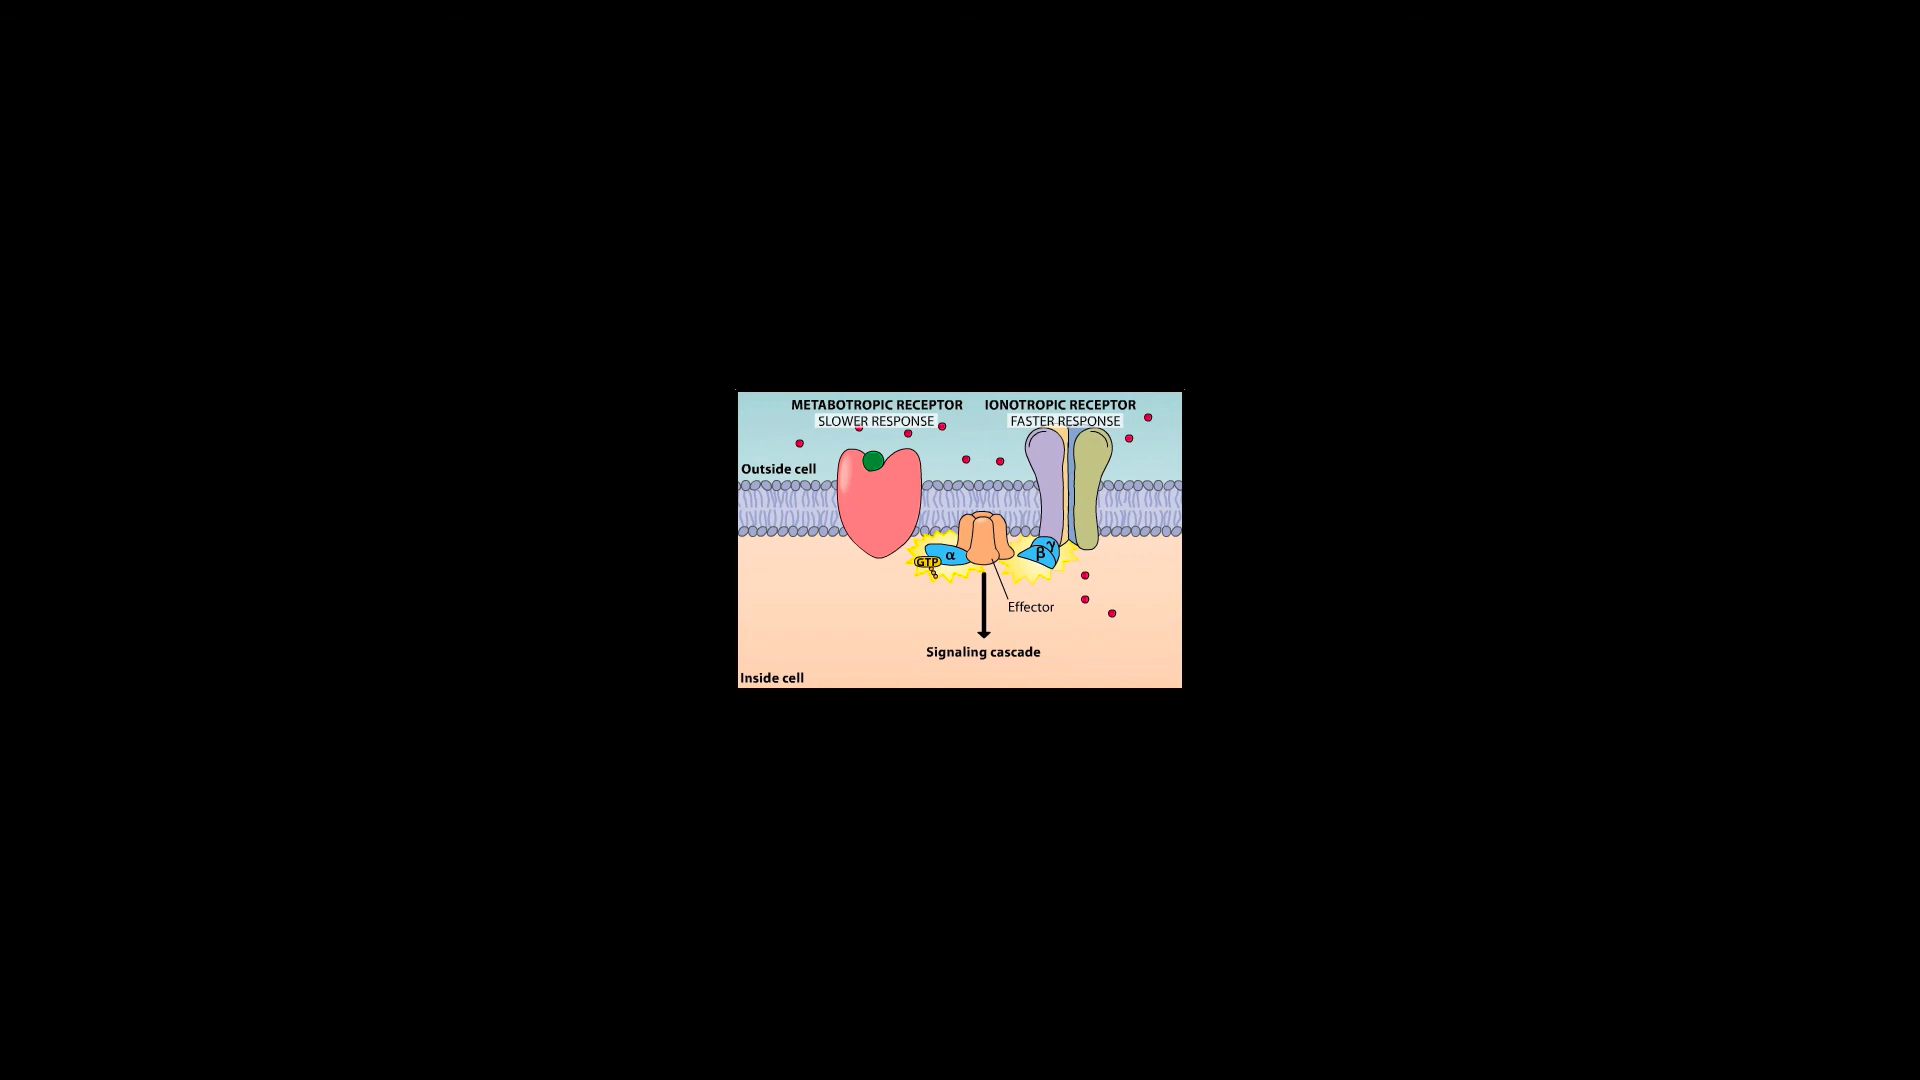 METABOTROPIC RECEPTOR
SLOWER RESPONSE
IONOTROPIC RECEPTOR
FASTER RESPONSE
Outside cell
α
GTP
β
γ
Effector
Signaling cascade
Inside cell